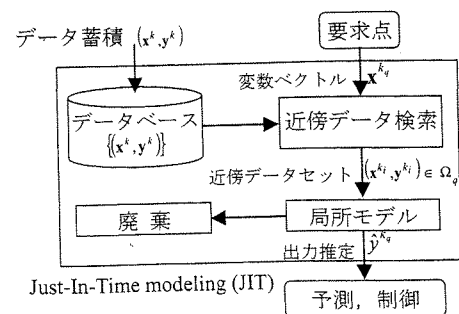 データ蓄積 (x^k, y^k)
要求点
変数ベクトル x^{k_q}
データベース
{(x^k, y^k)}
近傍データ検索
近傍データセット (x^{k_i}, y^{k_i}) ∈ Ω_q
廃棄
局所モデル
出力推定 ŷ^{k_q}
Just-In-Time modeling (JIT)
予測，制御